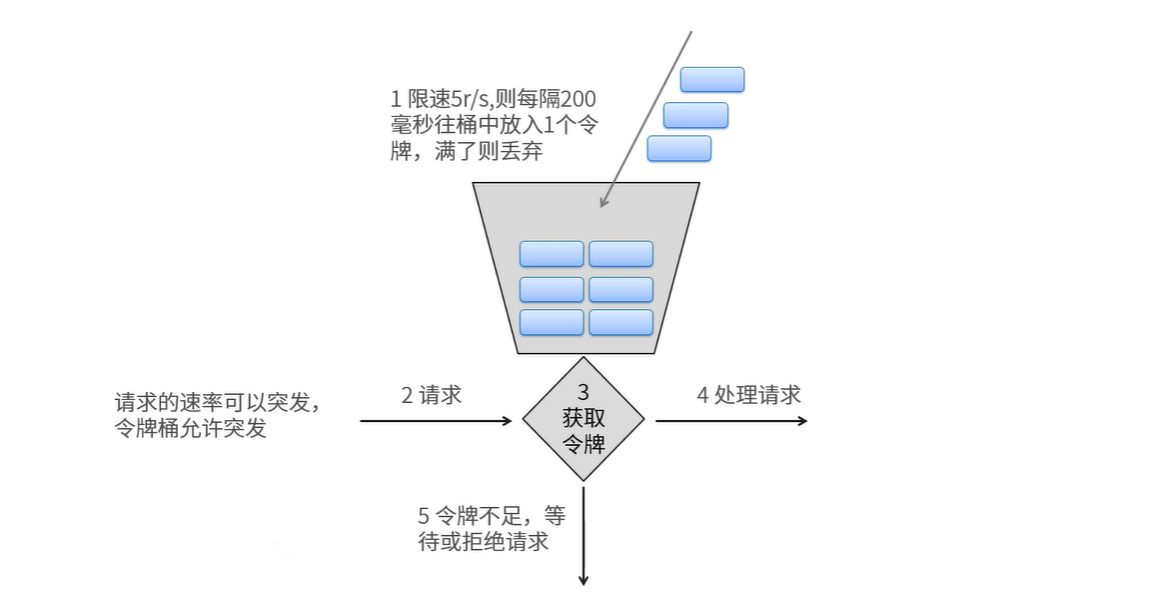 1 限速5r/s,则每隔200
毫秒往桶中放入1个令
牌，满了则丢弃
请求的速率可以突发，
令牌桶允许突发
2 请求
3
获取
令牌
4 处理请求
5 令牌不足，等
待或拒绝请求